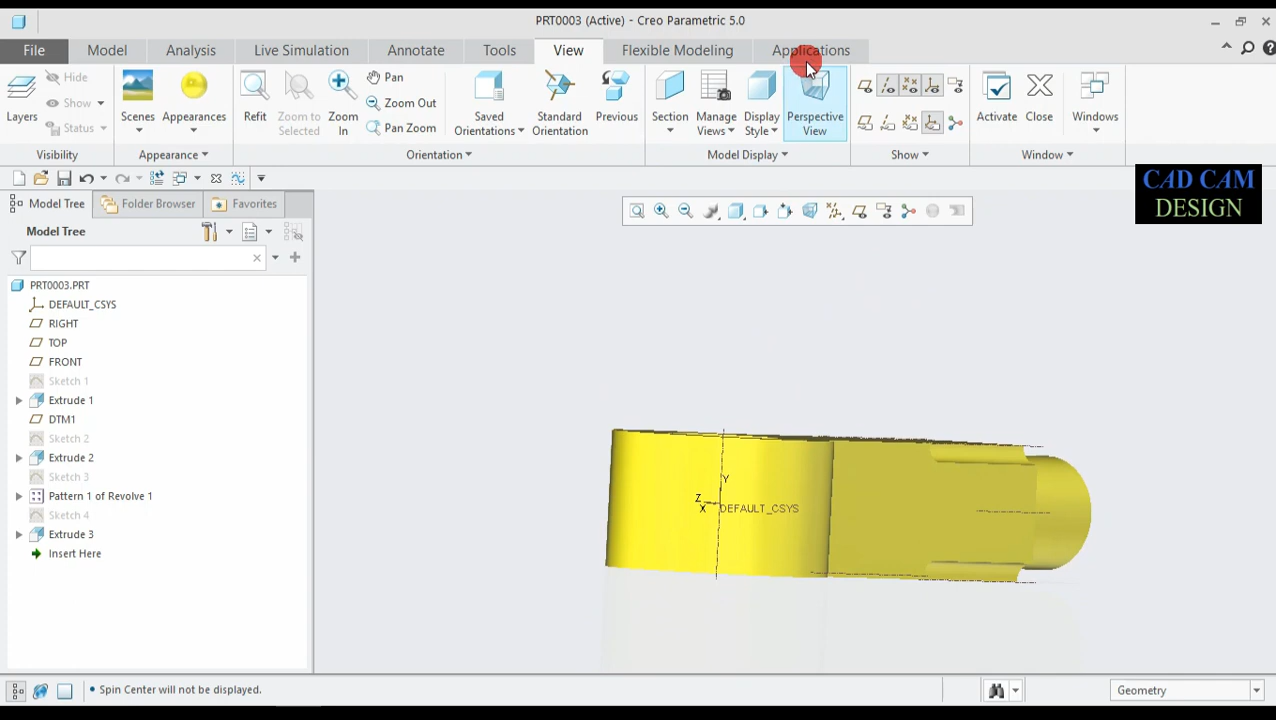 PRT0003 (Active) - Creo Parametric 5.0
File Model Analysis Live Simulation Annotate Tools View Flexible Modeling Applications
Layers
Hide
Show
Status
Visibility
Scenes
Appearances
Appearance
Refit
Zoom to Selected
Zoom In
Pan
Zoom Out
Pan Zoom
Saved Orientations
Standard Orientation
Previous
Orientation
Section
Manage Views
Display Style
Perspective View
Model Display
Show
Activate
Close
Windows
Window
CAD CAM
DESIGN
Model Tree Folder Browser Favorites
Model Tree
PRT0003.PRT
DEFAULT_CSYS
RIGHT
TOP
FRONT
Sketch 1
Extrude 1
DTM1
Sketch 2
Extrude 2
Sketch 3
Pattern 1 of Revolve 1
Sketch 4
Extrude 3
Insert Here
Y
Z
X DEFAULT_CSYS
• Spin Center will not be displayed.
Geometry